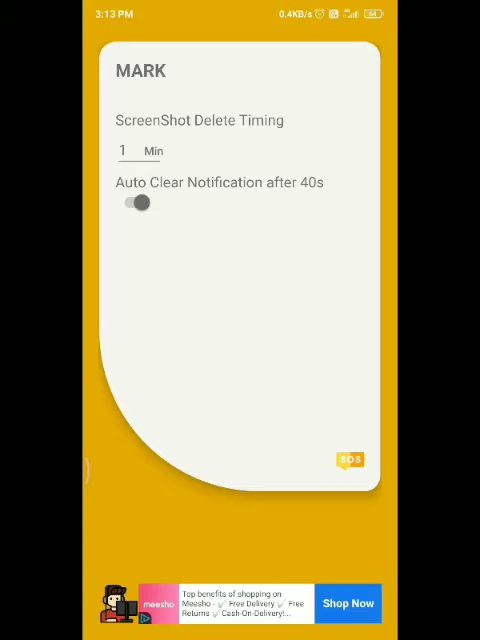 3:13 PM
0.4KB/s
54
MARK
ScreenShot Delete Timing
1 Min
Auto Clear Notification after 40s
SOS
meesho
Top benefits of shopping on
Meesho - ✓ Free Delivery ✓ Free
Returns ✓Cash-On-Delivery!...
Shop Now